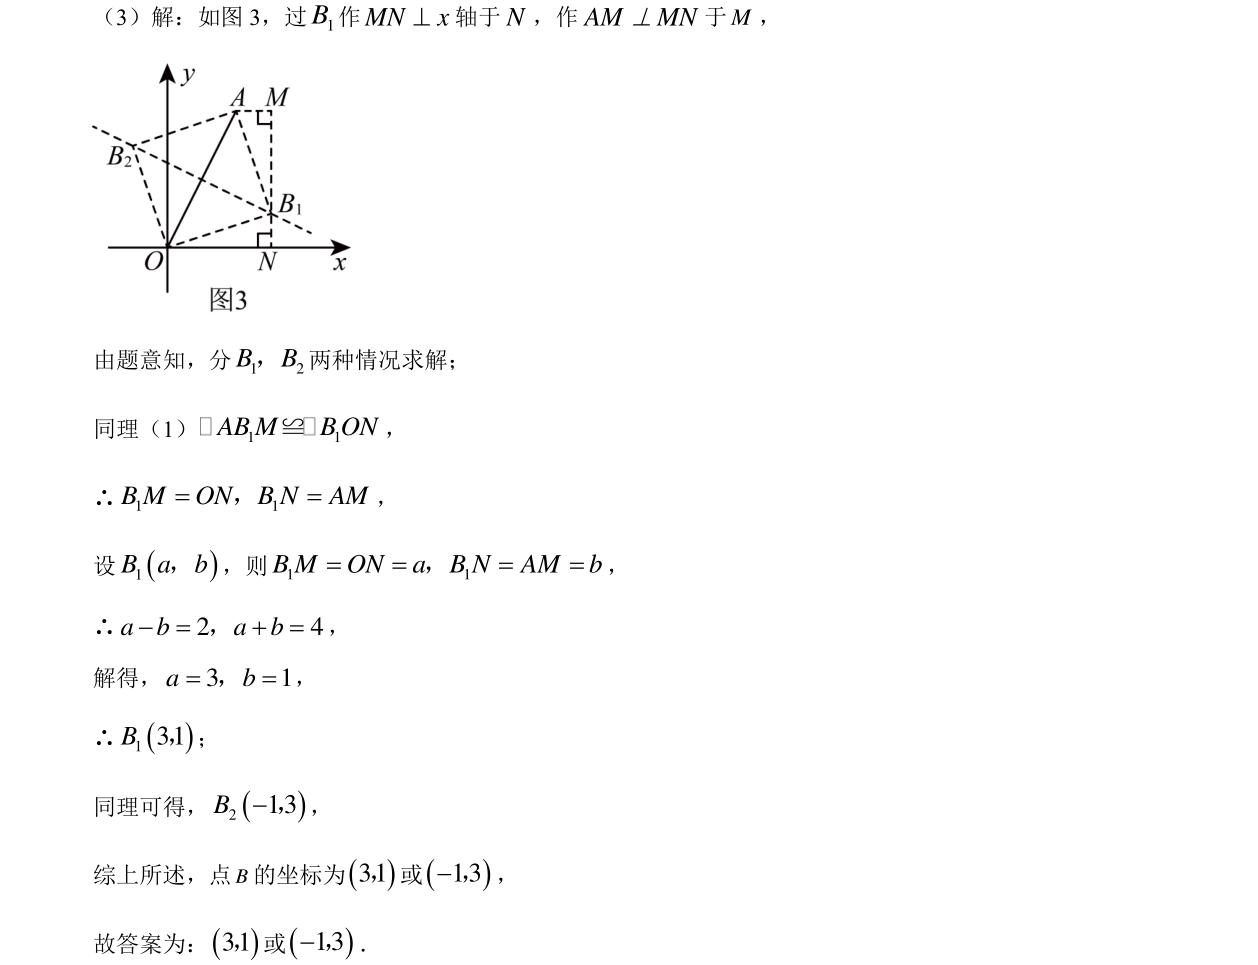 （3）解：如图 3，过 B₁ 作 MN ⊥ x 轴于 N ，作 AM ⊥ MN 于 M ，
y
A M
B₂
B₁
O N x
图3
由题意知，分 B₁，B₂ 两种情况求解；
同理（1）□ AB₁M ≌ □ B₁ON ，
∴ B₁M = ON，B₁N = AM ，
设 B₁(a，b)，则 B₁M = ON = a，B₁N = AM = b ，
∴ a − b = 2，a + b = 4 ，
解得， a = 3，b = 1 ，
∴ B₁(3,1)；
同理可得， B₂(−1,3)，
综上所述，点 B 的坐标为 (3,1) 或 (−1,3)，
故答案为：(3,1) 或 (−1,3)．